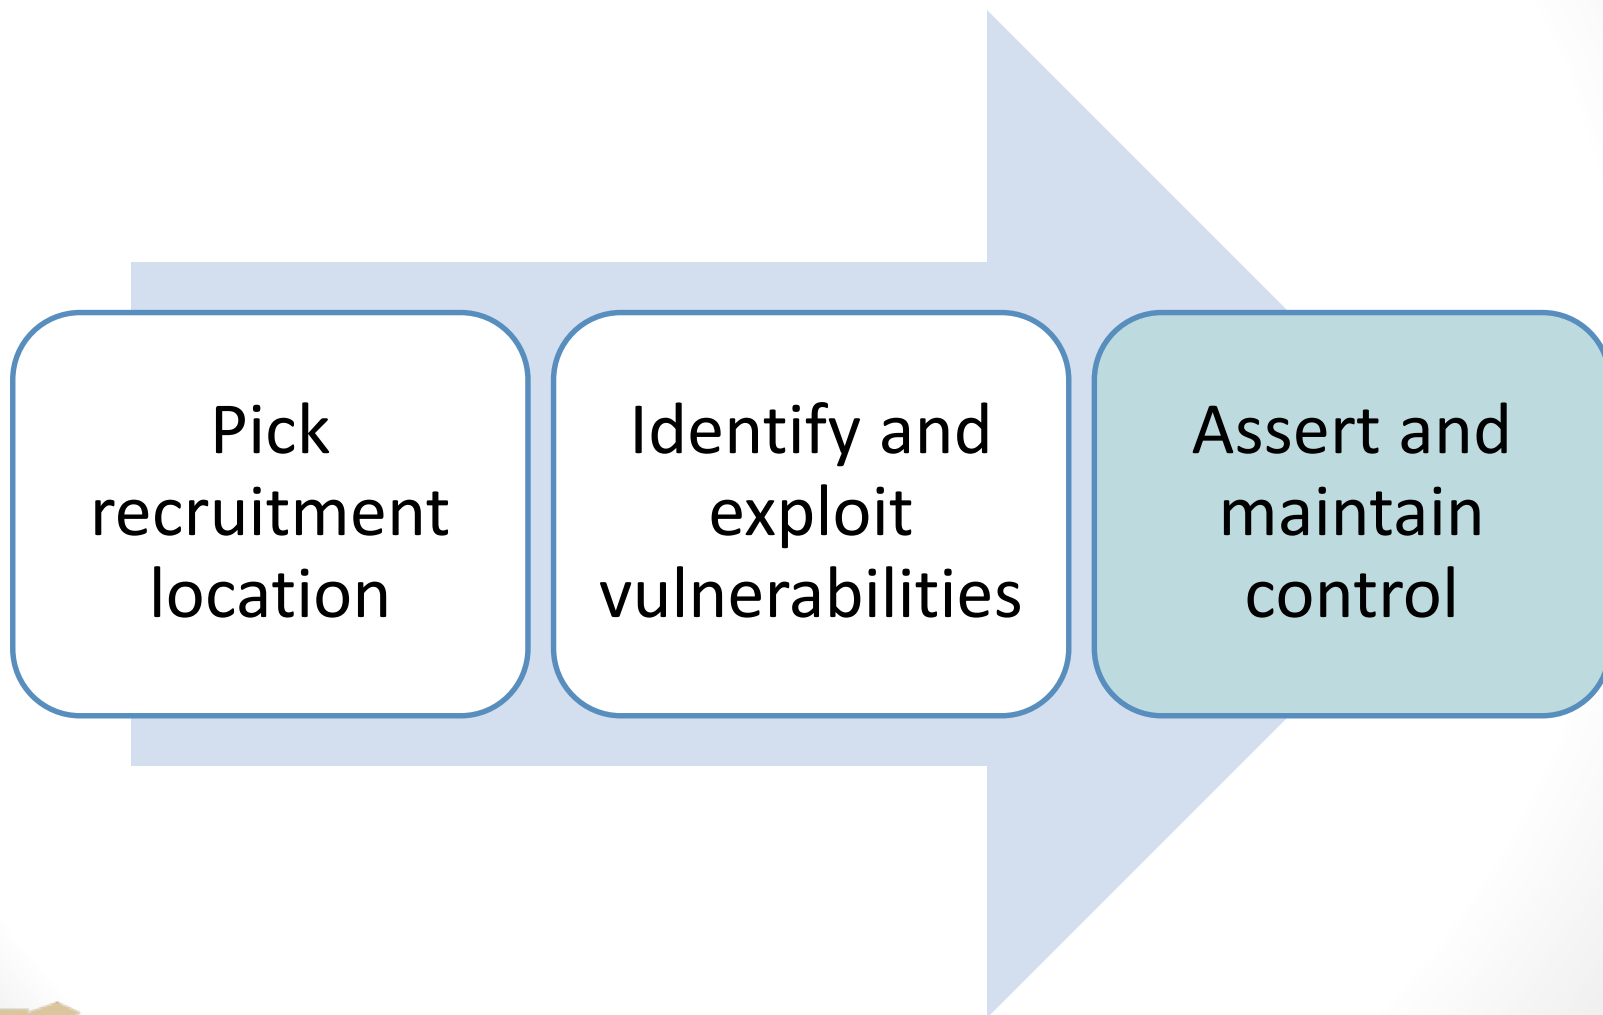 Pick
recruitment
location
Identify and
exploit
vulnerabilities
Assert and
maintain
control